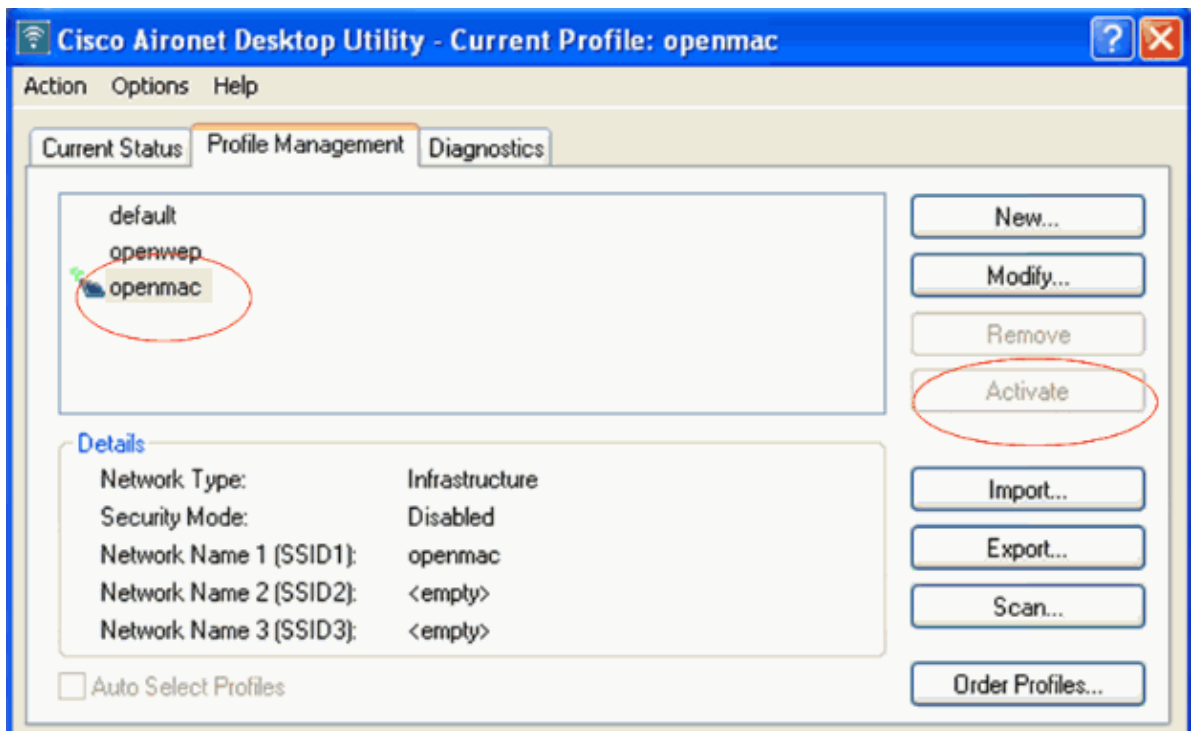 Cisco Aironet Desktop Utility - Current Profile: openmac
Action Options Help
Current Status Profile Management Diagnostics
default
openwep
openmac
New...
Modify...
Remove
Activate
Details
Network Type: Infrastructure
Security Mode: Disabled
Network Name 1 (SSID1): openmac
Network Name 2 (SSID2): <empty>
Network Name 3 (SSID3): <empty>
Import...
Export...
Scan...
Auto Select Profiles
Order Profiles...